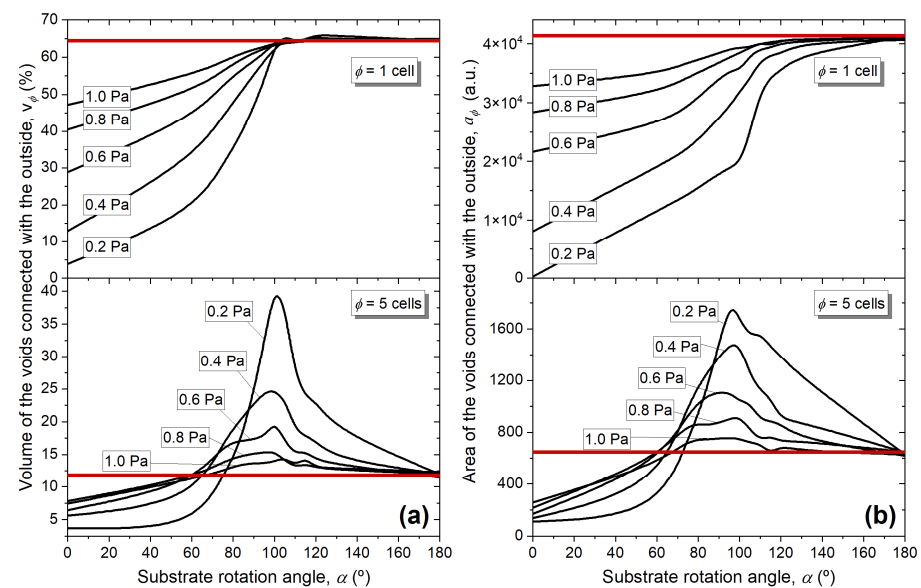 Volume of the voids connected with the outside, vϕ (%)
65
60
55
50
45
40
35
30
25
20
15
10
5
0
ϕ = 1 cell
1.0 Pa
0.8 Pa
0.6 Pa
0.4 Pa
0.2 Pa
40
35
30
25
20
15
10
5
ϕ = 5 cells
0.2 Pa
0.4 Pa
0.6 Pa
0.8 Pa
1.0 Pa
(a)
0 20 40 60 80 100 120 140 160 180
Substrate rotation angle, α (º)
Area of the voids connected with the outside, aϕ (a.u.)
4×10⁴
3×10⁴
2×10⁴
1×10⁴
0
ϕ = 1 cell
1.0 Pa
0.8 Pa
0.6 Pa
0.4 Pa
0.2 Pa
1600
1200
800
400
0
ϕ = 5 cells
0.2 Pa
0.4 Pa
0.6 Pa
0.8 Pa
1.0 Pa
(b)
0 20 40 60 80 100 120 140 160 180
Substrate rotation angle, α (º)